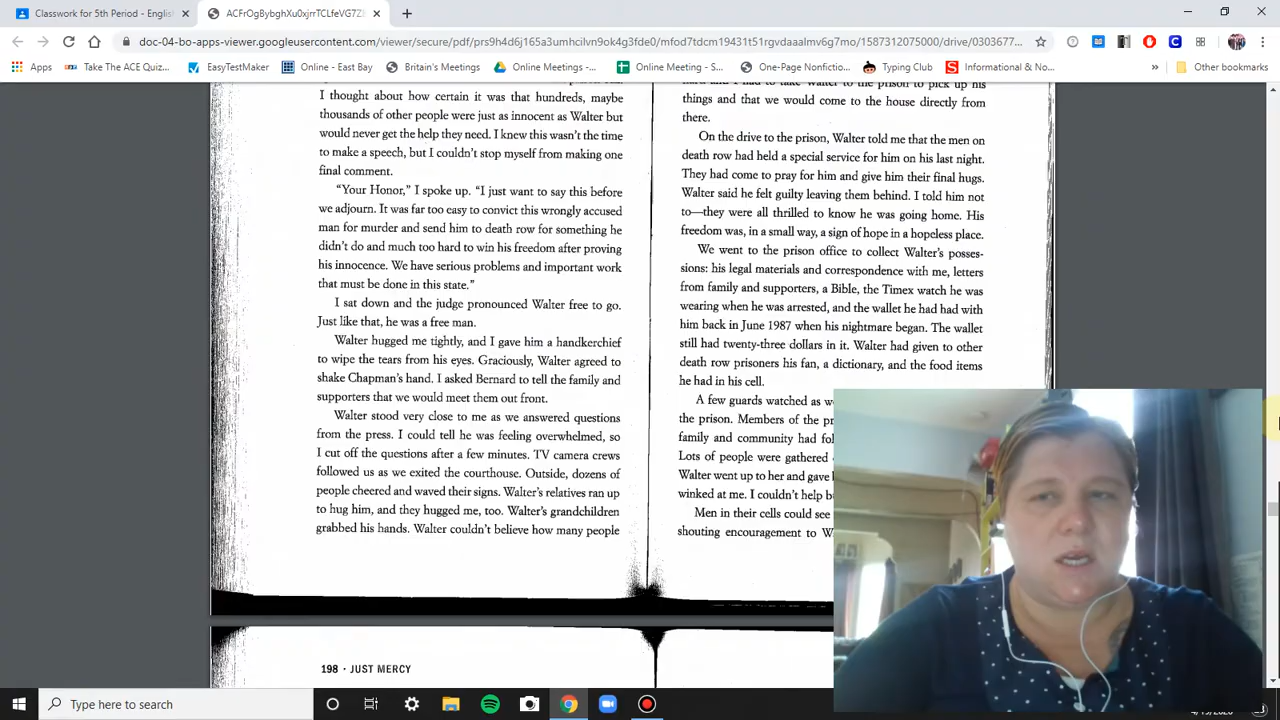 Classwork for 5th Period - Englis
ACFrOgBybghXu0xjrrTCLfeVG7Z
Apps
Take The ACE Quiz...
EasyTestMaker
Online - East Bay
Britain's Meetings
Online Meetings -...
Online Meeting - S...
One-Page Nonfictio...
Typing Club
Informational & No...
Other bookmarks
I thought about how certain it was that hundreds, maybe
thousands of other people were just as innocent as Walter but
would never get the help they need. I knew this wasn't the time
to make a speech, but I couldn't stop myself from making one
final comment.
"Your Honor," I spoke up. "I just want to say this before
we adjourn. It was far too easy to convict this wrongly accused
man for murder and send him to death row for something he
didn't do and much too hard to win his freedom after proving
his innocence. We have serious problems and important work
that must be done in this state."
I sat down and the judge pronounced Walter free to go.
Just like that, he was a free man.
Walter hugged me tightly, and I gave him a handkerchief
to wipe the tears from his eyes. Graciously, Walter agreed to
shake Chapman's hand. I asked Bernard to tell the family and
supporters that we would meet them out front.
Walter stood very close to me as we answered questions
from the press. I could tell he was feeling overwhelmed, so
I cut off the questions after a few minutes. TV camera crews
followed us as we exited the courthouse. Outside, dozens of
people cheered and waved their signs. Walter's relatives ran up
to hug him, and they hugged me, too. Walter's grandchildren
grabbed his hands. Walter couldn't believe how many people
198 · JUST MERCY
to take Walter to the prison to pick up his
things and that we would come to the house directly from
there.
On the drive to the prison, Walter told me that the men on
death row had held a special service for him on his last night.
They had come to pray for him and give him their final hugs.
Walter said he felt guilty leaving them behind. I told him not
to—they were all thrilled to know he was going home. His
freedom was, in a small way, a sign of hope in a hopeless place.
We went to the prison office to collect Walter's posses-
sions: his legal materials and correspondence with me, letters
from family and supporters, a Bible, the Timex watch he was
wearing when he was arrested, and the wallet he had had with
him back in June 1987 when his nightmare began. The wallet
still had twenty-three dollars in it. Walter had given to other
death row prisoners his fan, a dictionary, and the food items
he had in his cell.
A few guards watched as w
the prison. Members of the pr
family and community had fol
Lots of people were gathered
Walter went up to her and gave
winked at me. I couldn't help b
Men in their cells could see
shouting encouragement to W
Type here to search